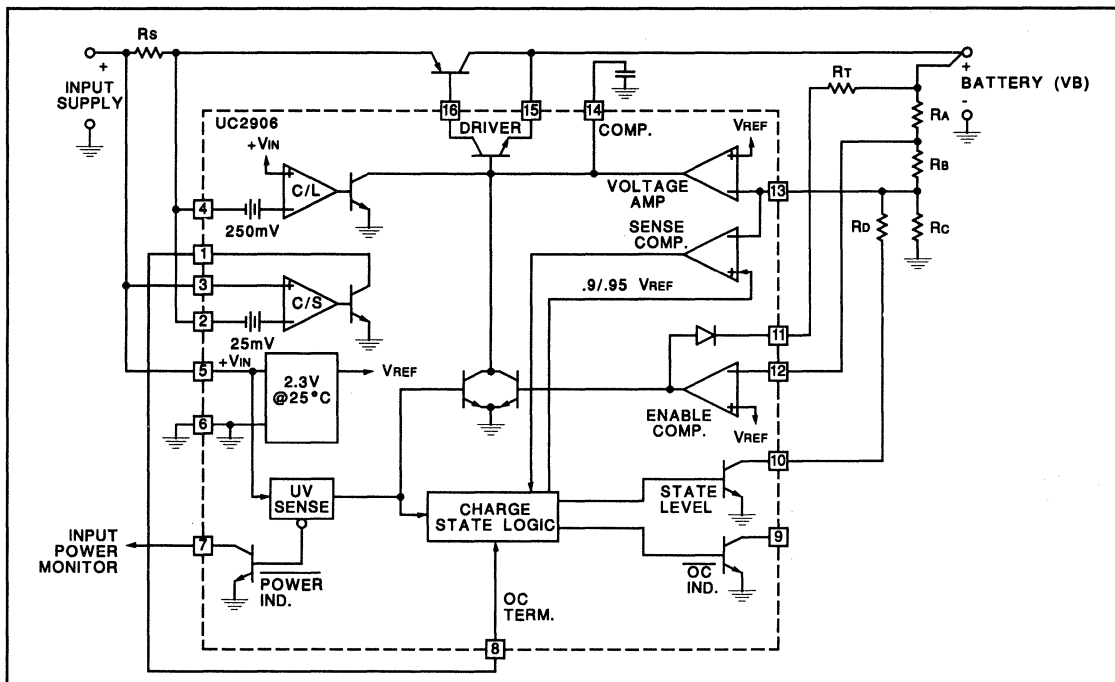 RS
+
INPUT
SUPPLY
+
BATTERY (VB)
-
RT
RA
RB
RC
RD
16
15
14
UC2906
DRIVER
COMP.
+VIN
VREF
+
C/L
-
VOLTAGE
AMP
+
-
13
4
250mV
SENSE
COMP.
-
+
1
3
+
C/S
-
2
25mV
.9/.95 VREF
11
5
+VIN
2.3V
@25°C
VREF
12
-
+
ENABLE
COMP.
VREF
6
10
STATE
LEVEL
UV
SENSE
CHARGE
STATE LOGIC
INPUT
POWER
MONITOR
7
9
POWER
IND.
OC
IND.
OC
TERM.
8